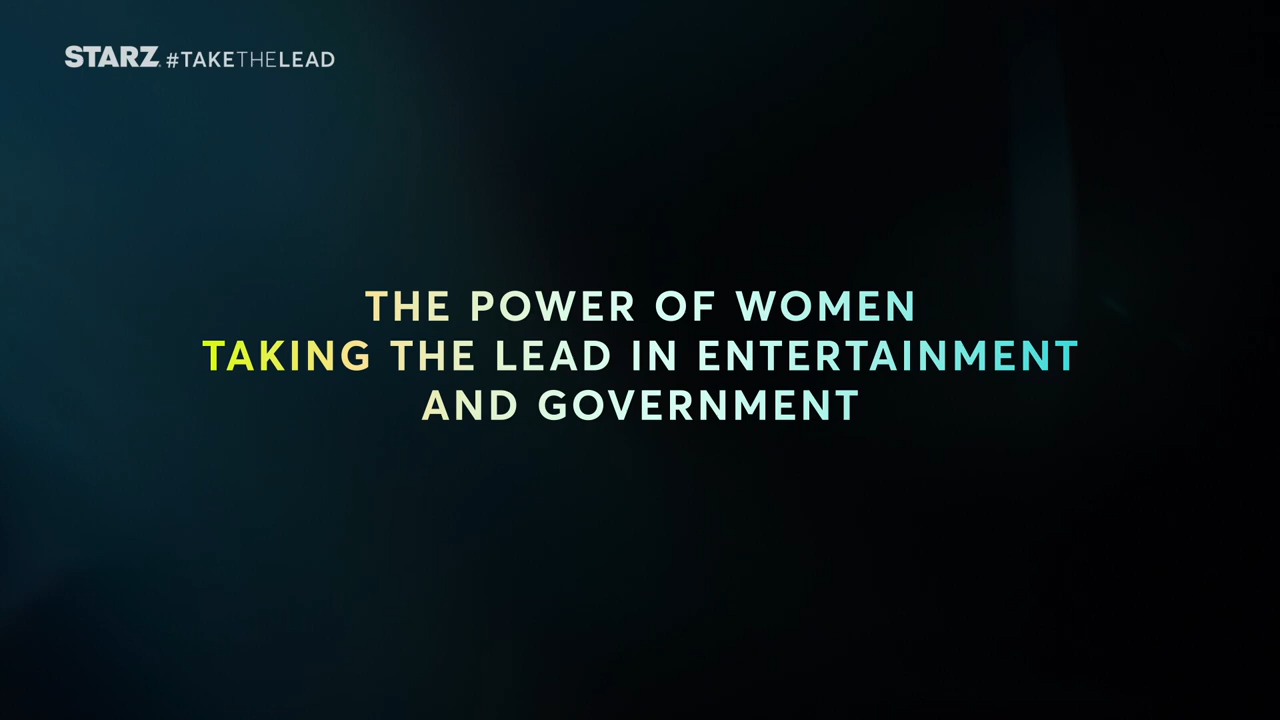 STARZ #TAKETHELEAD
THE POWER OF WOMEN
TAKING THE LEAD IN ENTERTAINMENT
AND GOVERNMENT